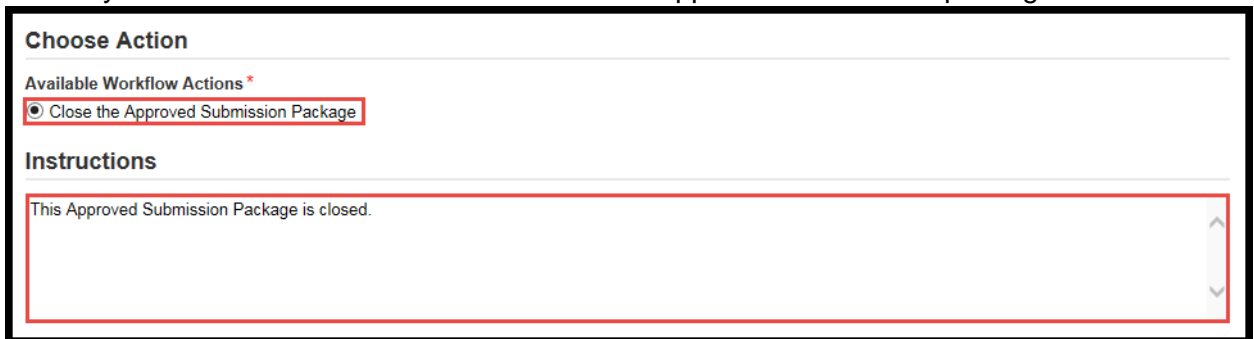 Choose Action
Available Workflow Actions*
Close the Approved Submission Package
Instructions
This Approved Submission Package is closed.